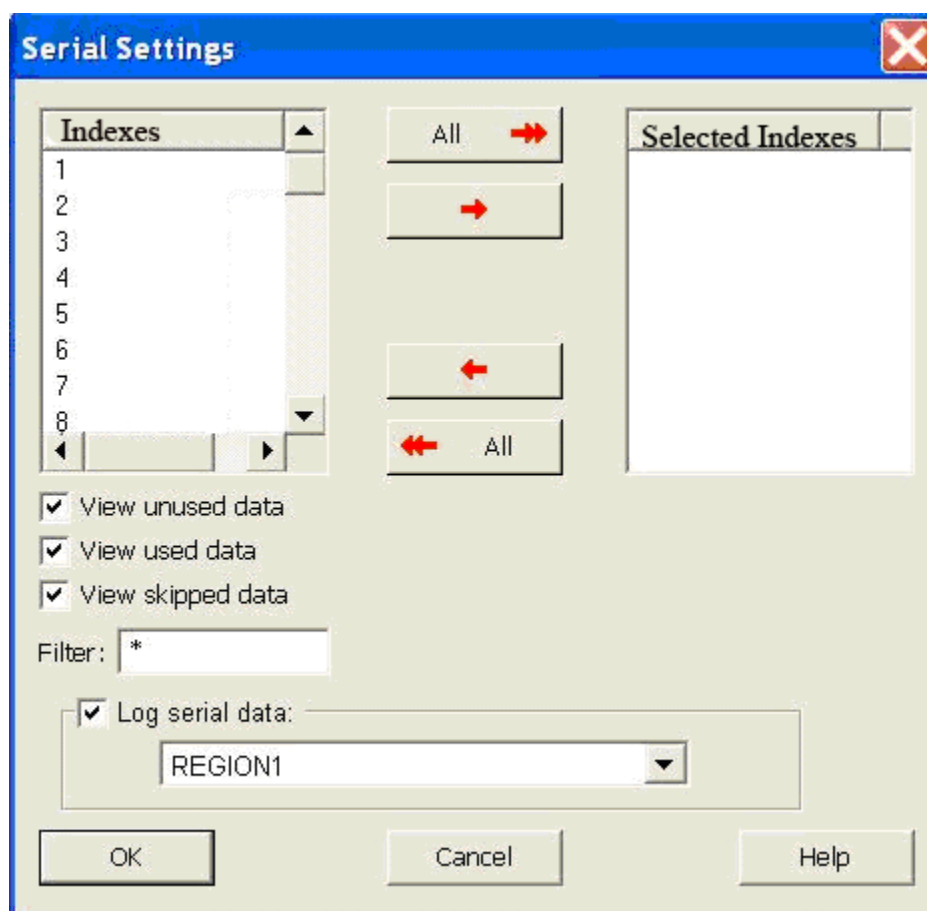 Serial Settings
Indexes
1
2
3
4
5
6
7
8
All
All
Selected Indexes
View unused data
View used data
View skipped data
Filter: *
Log serial data:
REGION1
OK
Cancel
Help